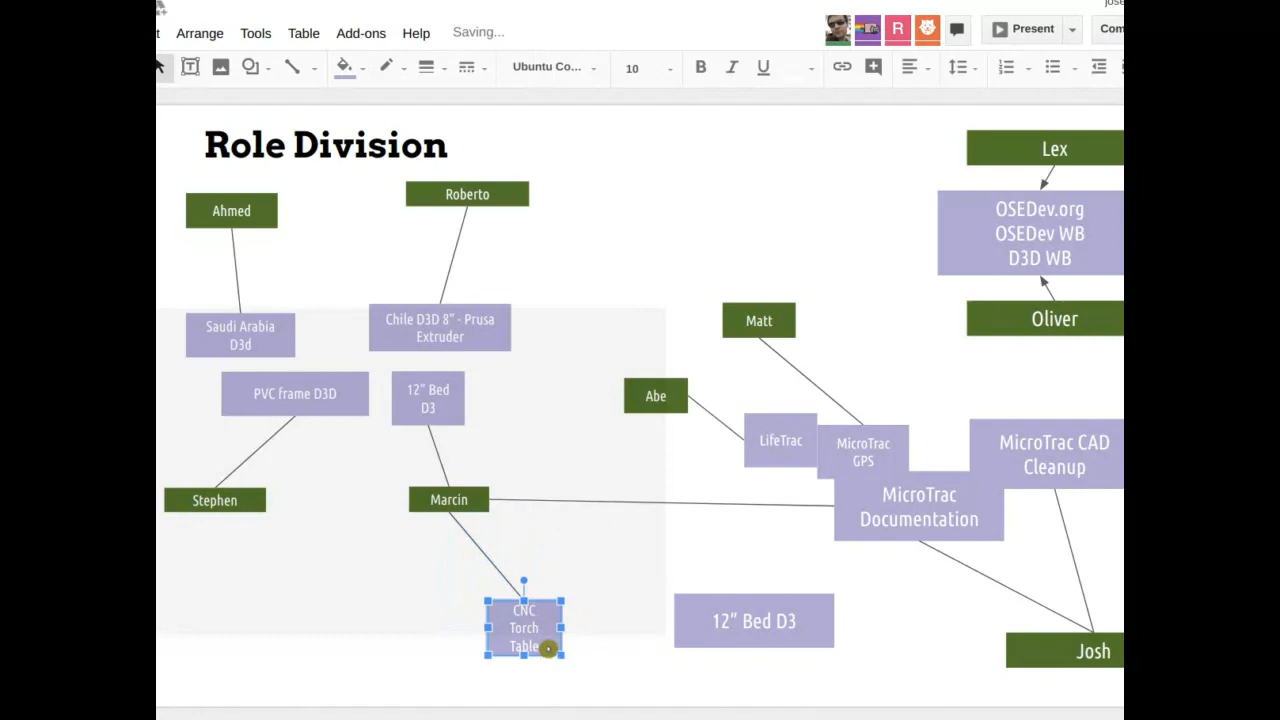 jose
t Arrange Tools Table Add-ons Help Saving...
R Present Com
Ubuntu Co... 10 B I U
Role Division
Lex
Roberto
Ahmed
OSEDev.org
OSEDev WB
D3D WB
Chile D3D 8" - Prusa
Extruder
Matt
Oliver
Saudi Arabia
D3d
PVC frame D3D
12" Bed
D3
Abe
LifeTrac
MicroTrac
GPS
MicroTrac CAD
Cleanup
Stephen
Marcin
MicroTrac
Documentation
CNC
Torch
Table
12" Bed D3
Josh